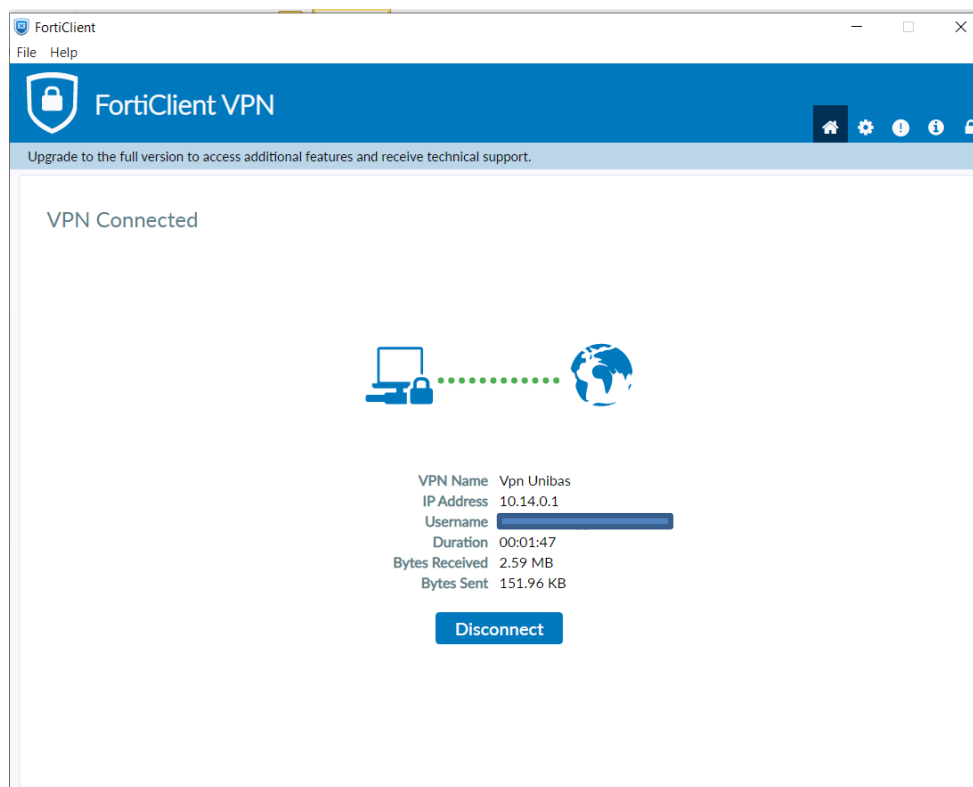 FortiClient
File Help
FortiClient VPN
Upgrade to the full version to access additional features and receive technical support.
VPN Connected
VPN Name Vpn Unibas
IP Address 10.14.0.1
Username
Duration 00:01:47
Bytes Received 2.59 MB
Bytes Sent 151.96 KB
Disconnect